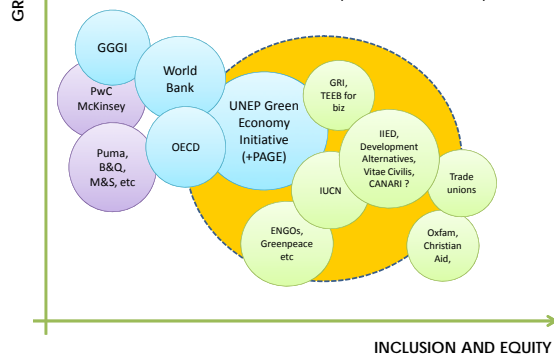 GR
GGGI
PwC
McKinsey
World
Bank
Puma,
B&Q,
M&S, etc
OECD
UNEP Green
Economy
Initiative
(+PAGE)
GRI,
TEEB for
biz
IIED,
Development
Alternatives,
Vitae Civilis,
CANARI ?
IUCN
Trade
unions
ENGOs,
Greenpeace
etc
Oxfam,
Christian
Aid,
INCLUSION AND EQUITY